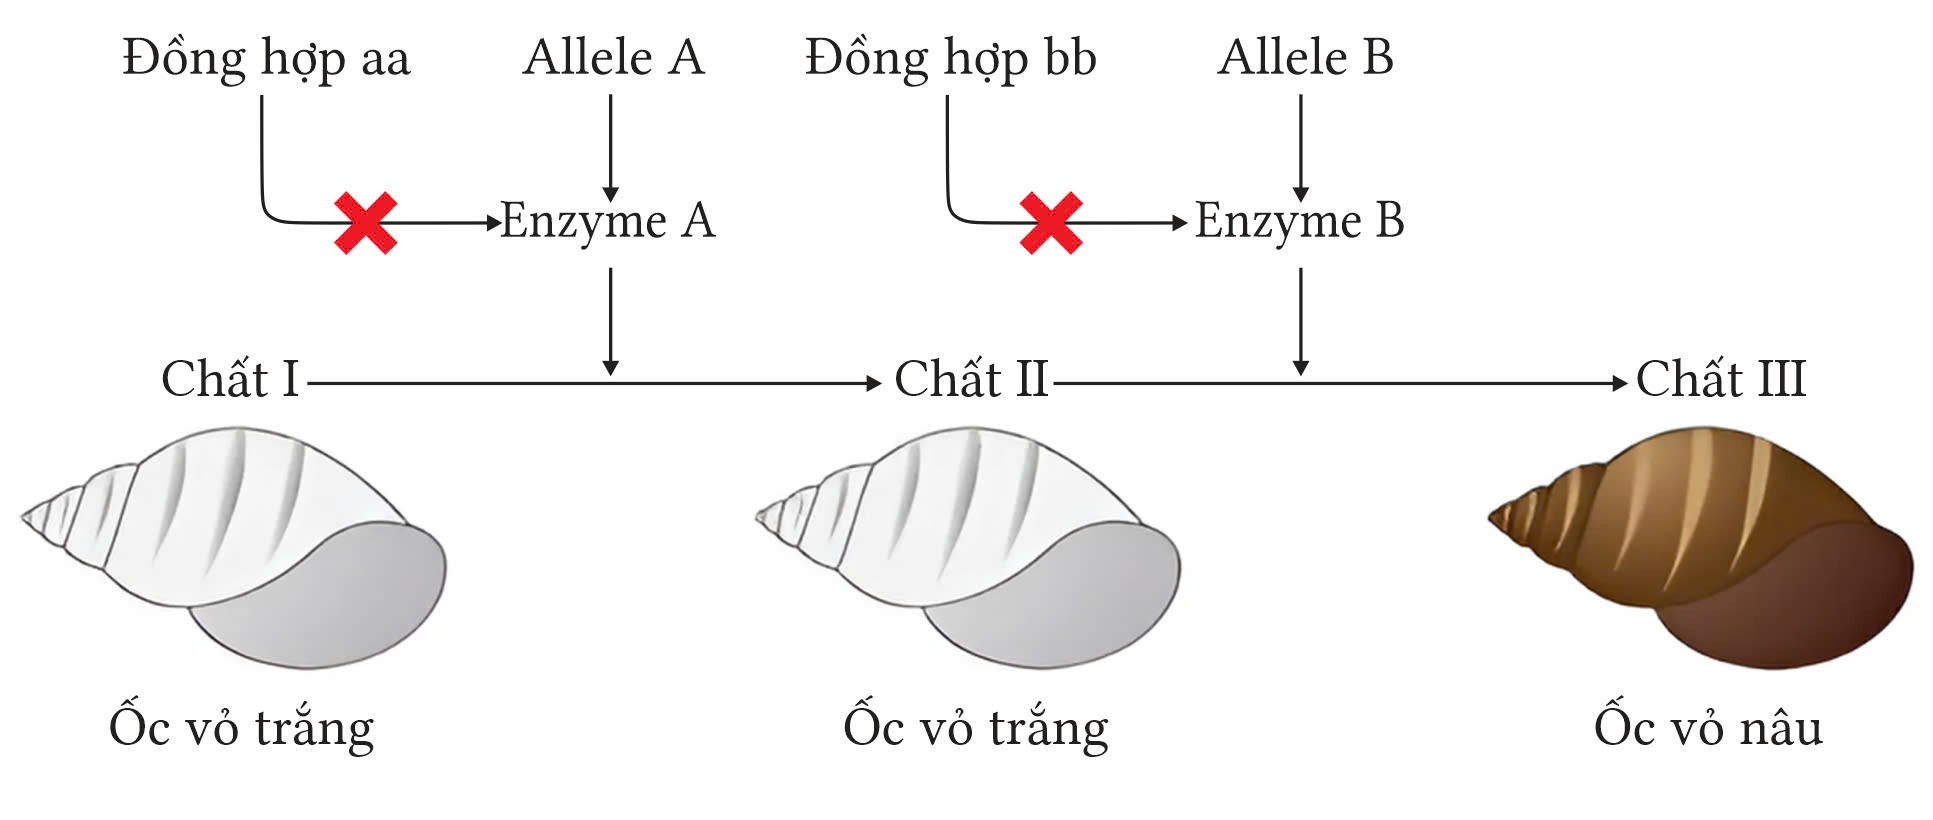 Đồng hợp aa Allele A Đồng hợp bb Allele B
Enzyme A Enzyme B
Chất I Chất II Chất III
Ốc vỏ trắng Ốc vỏ trắng Ốc vỏ nâu